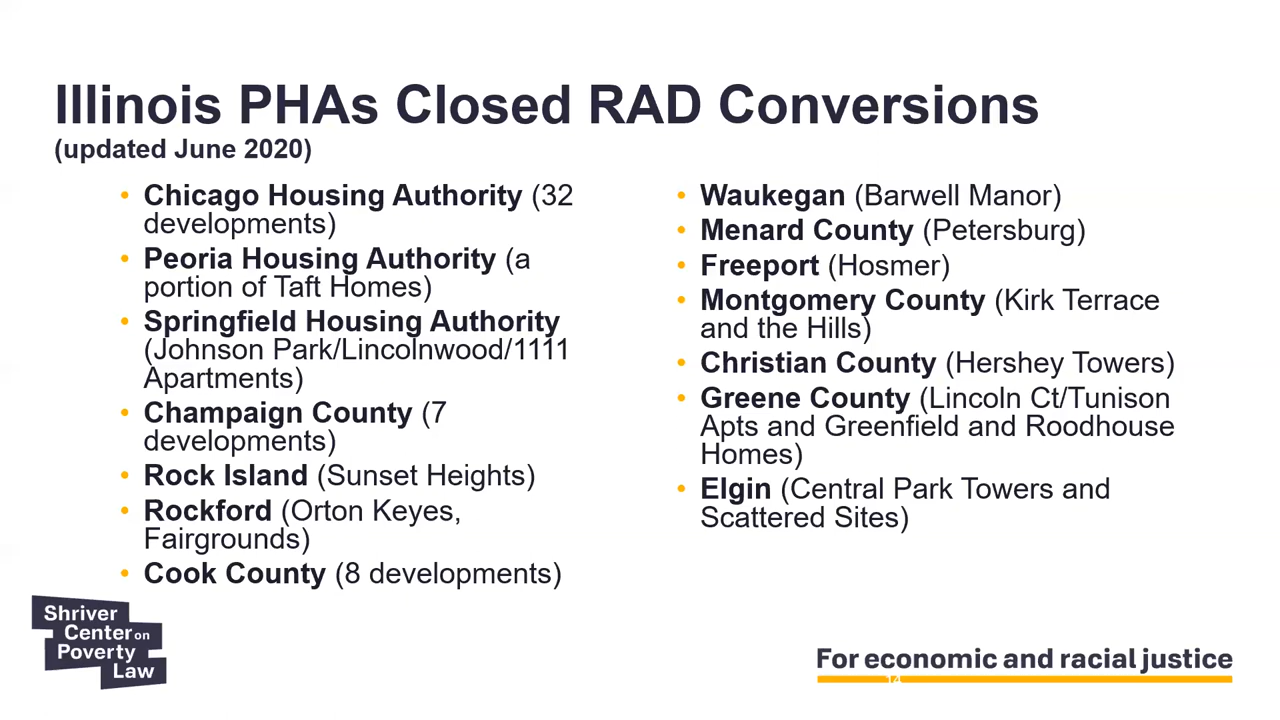 Illinois PHAs Closed RAD Conversions
(updated June 2020)
• Chicago Housing Authority (32
developments)
• Peoria Housing Authority (a
portion of Taft Homes)
• Springfield Housing Authority
(Johnson Park/Lincolnwood/1111
Apartments)
• Champaign County (7
developments)
• Rock Island (Sunset Heights)
• Rockford (Orton Keyes,
Fairgrounds)
• Cook County (8 developments)
• Waukegan (Barwell Manor)
• Menard County (Petersburg)
• Freeport (Hosmer)
• Montgomery County (Kirk Terrace
and the Hills)
• Christian County (Hershey Towers)
• Greene County (Lincoln Ct/Tunison
Apts and Greenfield and Roodhouse
Homes)
• Elgin (Central Park Towers and
Scattered Sites)
Shriver
Center on
Poverty
Law
For economic and racial justice
14